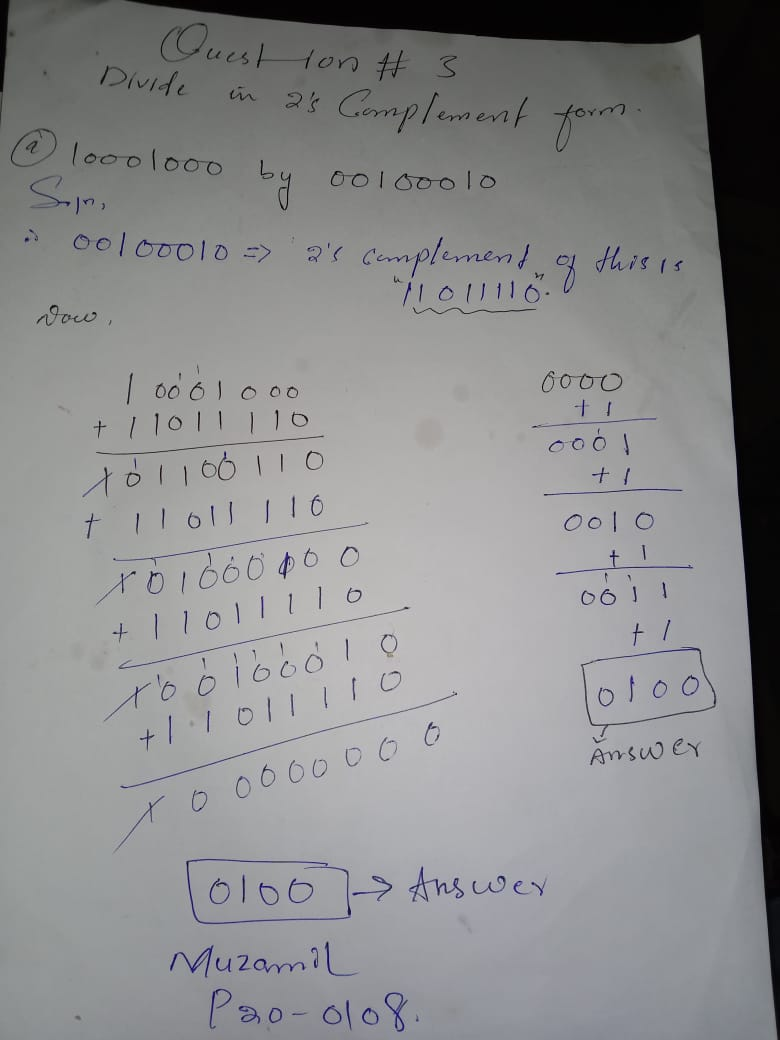 Question # 3
Divide in 2's Complement form.
(a) 10001000 by 00100010
Soln,
∴ 00100010 => 2's complement of this is
"11011110".
Now,
10001000
+ 11011110
101100110
+ 11011110
101000100
+ 11011110
100100010
+ 11011110
100000000
0000
+ 1
0001
+ 1
0010
+ 1
0011
+ 1
0100
Answer
0100 → Answer
Muzamil
P20-0108.